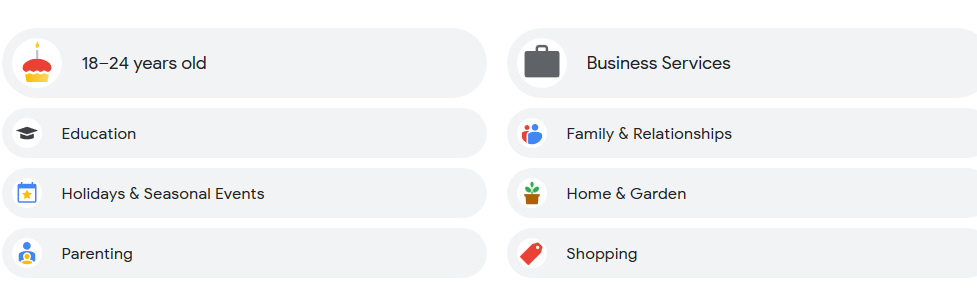 18–24 years old
Business Services
Education
Family & Relationships
Holidays & Seasonal Events
Home & Garden
Parenting
Shopping